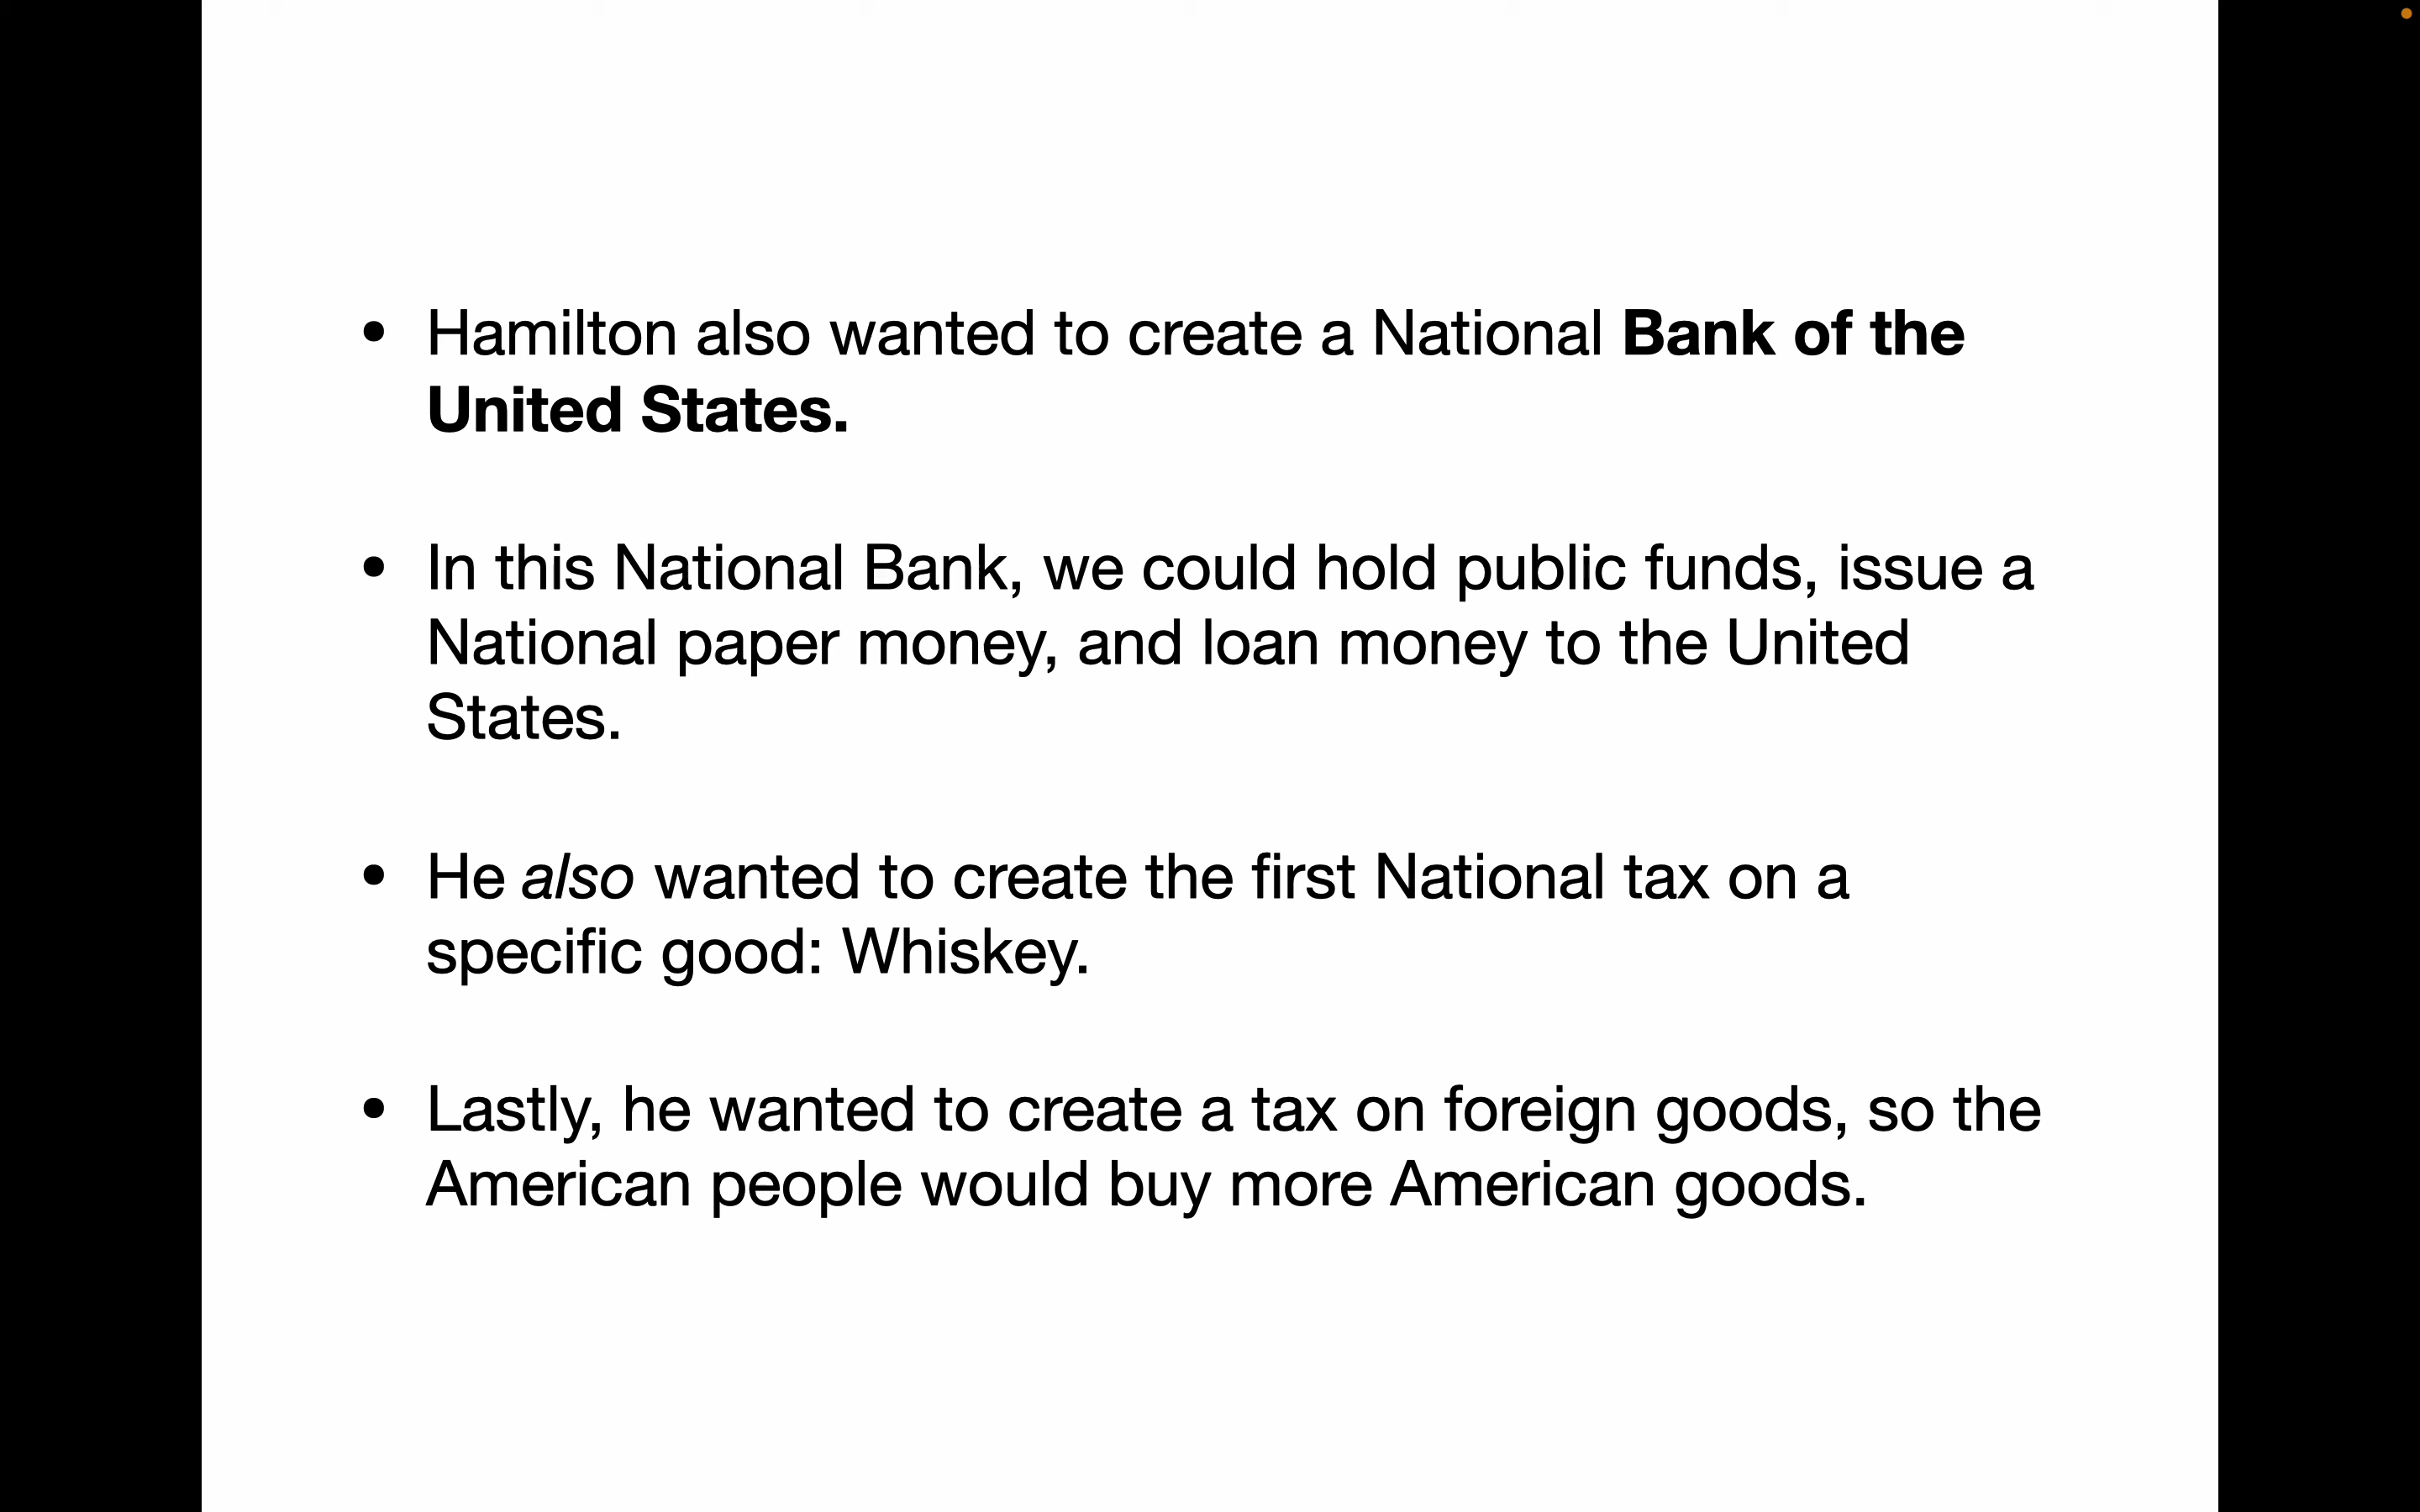 • Hamilton also wanted to create a National Bank of the
United States.
• In this National Bank, we could hold public funds, issue a
National paper money, and loan money to the United
States.
• He also wanted to create the first National tax on a
specific good: Whiskey.
• Lastly, he wanted to create a tax on foreign goods, so the
American people would buy more American goods.